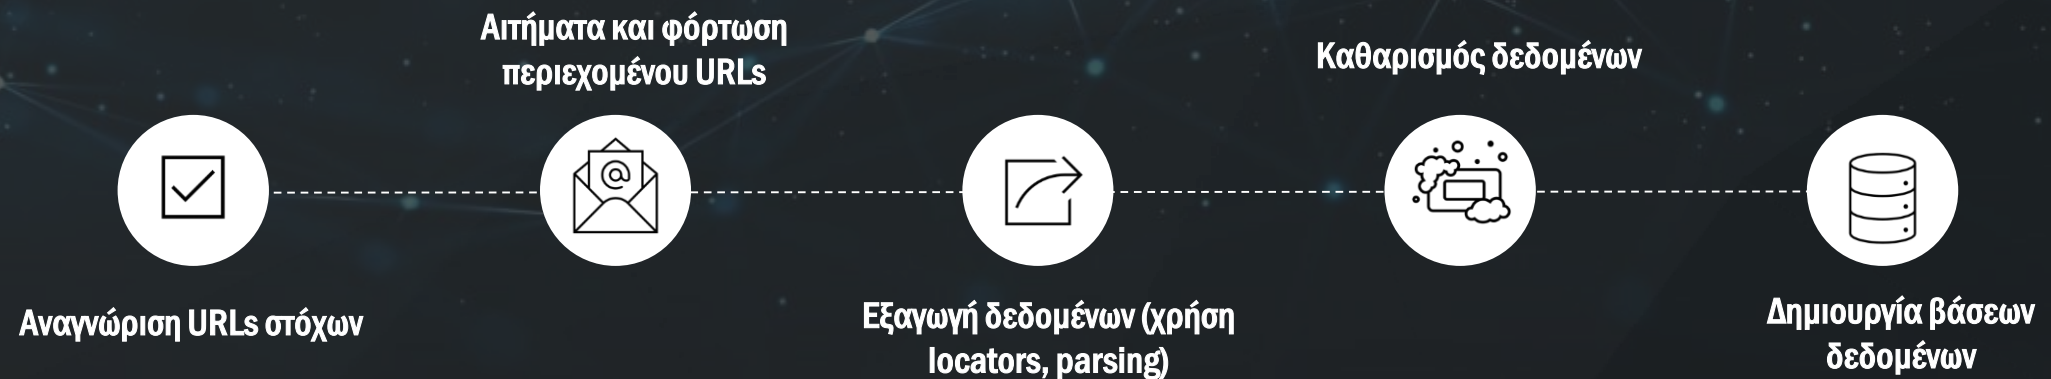 Αναγνώριση URLs στόχων
Αιτήματα και φόρτωση
περιεχομένου URLs
@
Εξαγωγή δεδομένων (χρήση
locators, parsing)
Καθαρισμός δεδομένων
Δημιουργία βάσεων
δεδομένων